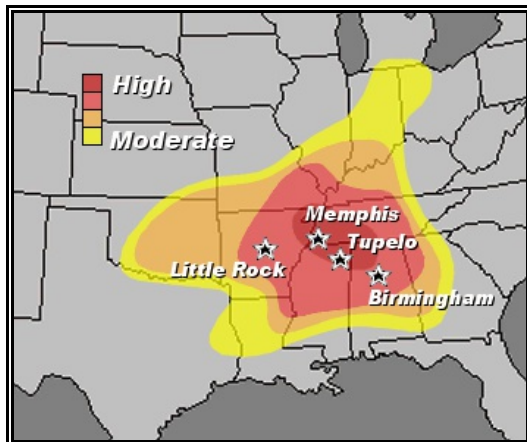 High
Moderate
Memphis
Tupelo
Little Rock
Birmingham